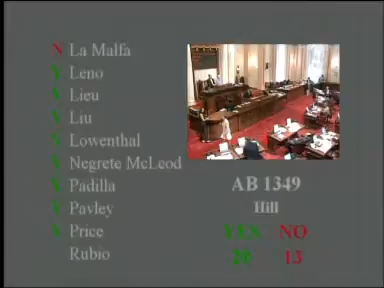 N La Malfa
Y Leno
Y Lieu
Y Liu
Y Lowenthal
Y Negrete McLeod
Y Padilla
Y Pavley
Y Price
Rubio
AB 1349
Hill
YES NO
20 13